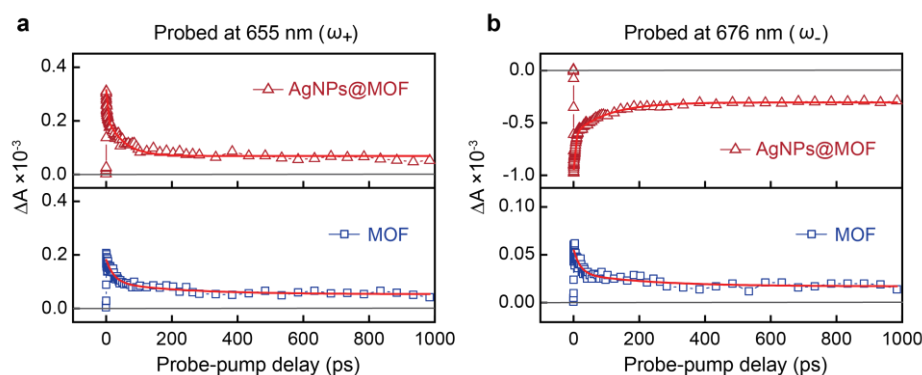 a
Probed at 655 nm (ω₊)
0.4
0.2
0.0
AgNPs@MOF
0.4
0.2
0.0
MOF
ΔA ×10⁻³
0 200 400 600 800 1000
Probe-pump delay (ps)
b
Probed at 676 nm (ω₋)
0.0
-0.5
-1.0
AgNPs@MOF
0.10
0.05
0.00
MOF
ΔA ×10⁻³
0 200 400 600 800 1000
Probe-pump delay (ps)